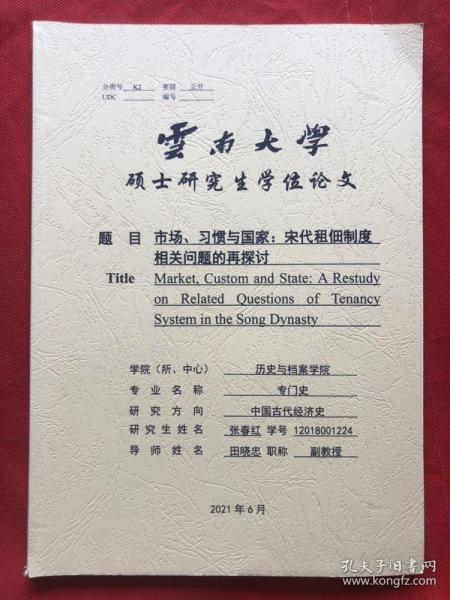 分类号 K2 密级 公开
UDC 编号
雲南大学
硕士研究生学位论文
题 目 市场、习惯与国家：宋代租佃制度
相关问题的再探讨
Title Market, Custom and State: A Restudy
on Related Questions of Tenancy
System in the Song Dynasty
学院（所、中心） 历史与档案学院
专 业 名 称 专门史
研 究 方 向 中国古代经济史
研 究 生 姓 名 张春红 学号 12018001224
导 师 姓 名 田晓忠 职称 副教授
2021 年 6 月
孔夫子旧书网
www.kongfz.com